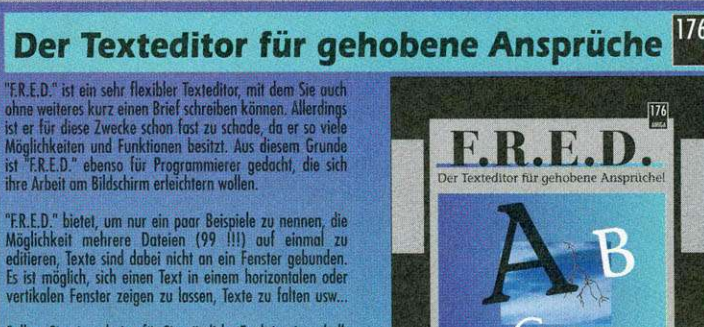 Der Texteditor für gehobene Ansprüche
176
"F.R.E.D." ist ein sehr flexibler Texteditor, mit dem Sie auch
ohne weiteres kurz einen Brief schreiben können. Allerdings
ist er für diese Zwecke schon fast zu schade, da er so viele
Möglichkeiten und Funktionen besitzt. Aus diesem Grunde
ist "F.R.E.D." ebenso für Programmierer gedacht, die sich
ihre Arbeit am Bildschirm erleichtern wollen.
"F.R.E.D." bietet, um nur ein paar Beispiele zu nennen, die
Möglichkeit mehrere Dateien (99 !!!) auf einmal zu
editieren, Texte sind dabei nicht an ein Fenster gebunden.
Es ist möglich, sich einen Text in einem horizontalen oder
vertikalen Fenster zeigen zu lassen, Texte zu falten usw...
176
AMIGA
F.R.E.D.
Der Texteditor für gehobene Ansprüche!
A
B